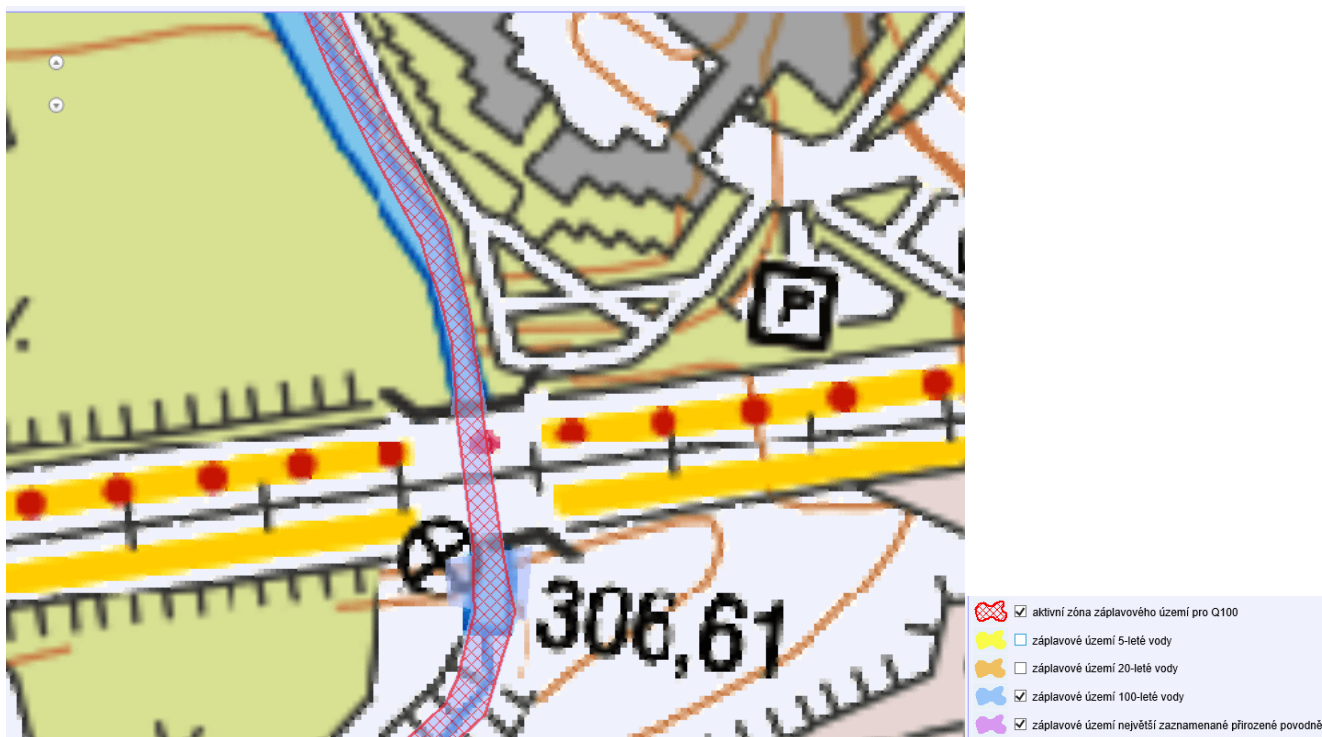 P
306,61
aktivní zóna záplavového území pro Q100
záplavové území 5-leté vody
záplavové území 20-leté vody
záplavové území 100-leté vody
záplavové území největší zaznamenané přirozené povodně